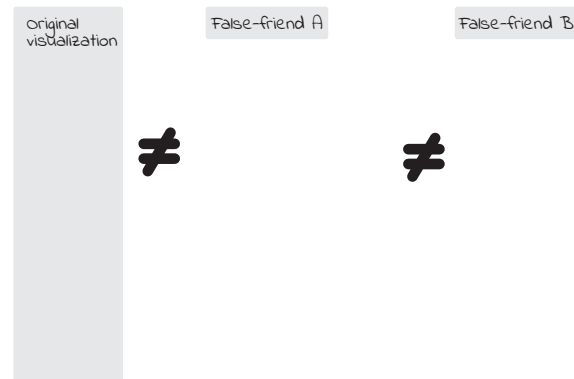 original
visualization
False-friend A
≠
≠
False-friend B